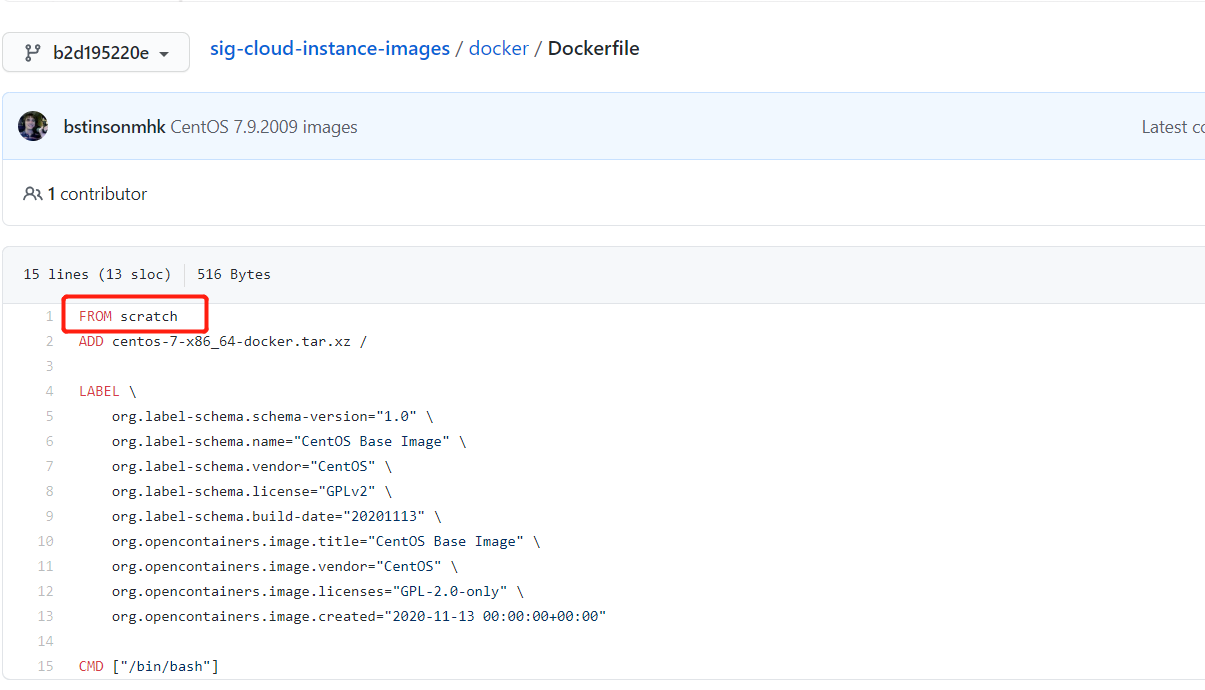 b2d195220e
sig-cloud-instance-images / docker / Dockerfile
bstinsonmhk CentOS 7.9.2009 images
Latest
1 contributor
15 lines (13 sloc) 516 Bytes
1 FROM scratch
2 ADD centos-7-x86_64-docker.tar.xz /
3
4 LABEL \
5 org.label-schema.schema-version="1.0" \
6 org.label-schema.name="CentOS Base Image" \
7 org.label-schema.vendor="CentOS" \
8 org.label-schema.license="GPLv2" \
9 org.label-schema.build-date="20201113" \
10 org.opencontainers.image.title="CentOS Base Image" \
11 org.opencontainers.image.vendor="CentOS" \
12 org.opencontainers.image.licenses="GPL-2.0-only" \
13 org.opencontainers.image.created="2020-11-13 00:00:00+00:00"
14
15 CMD ["/bin/bash"]